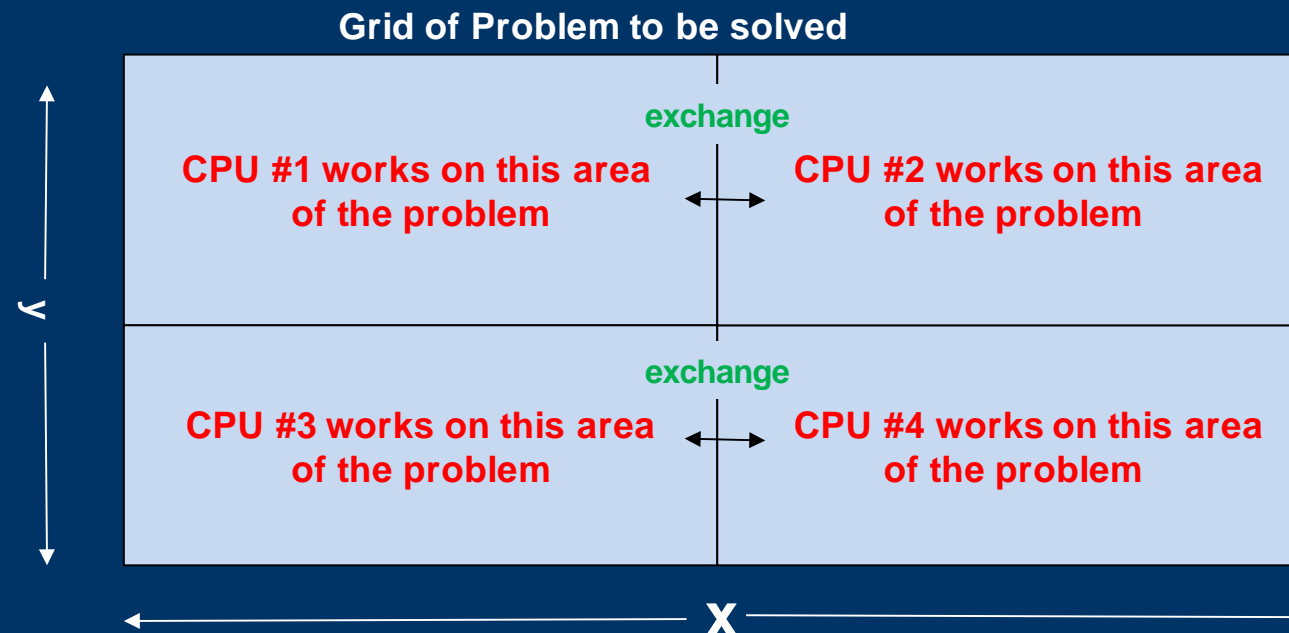 Grid of Problem to be solved
exchange
CPU #1 works on this area
of the problem
CPU #2 works on this area
of the problem
y
exchange
CPU #3 works on this area
of the problem
CPU #4 works on this area
of the problem
x